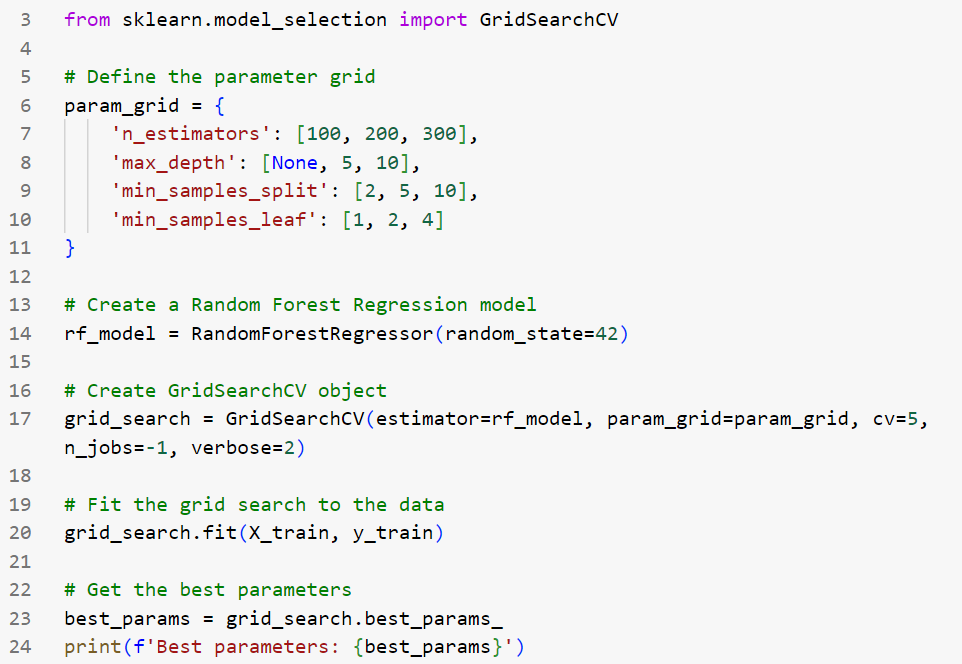 3 from sklearn.model_selection import GridSearchCV
4
5 # Define the parameter grid
6 param_grid = {
7     'n_estimators': [100, 200, 300],
8     'max_depth': [None, 5, 10],
9     'min_samples_split': [2, 5, 10],
10     'min_samples_leaf': [1, 2, 4]
11 }
12
13 # Create a Random Forest Regression model
14 rf_model = RandomForestRegressor(random_state=42)
15
16 # Create GridSearchCV object
17 grid_search = GridSearchCV(estimator=rf_model, param_grid=param_grid, cv=5,
n_jobs=-1, verbose=2)
18
19 # Fit the grid search to the data
20 grid_search.fit(X_train, y_train)
21
22 # Get the best parameters
23 best_params = grid_search.best_params_
24 print(f'Best parameters: {best_params}')